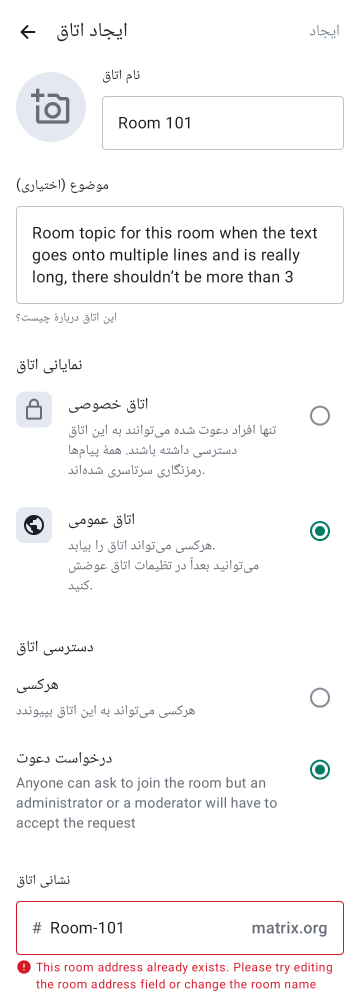 ایجاد اتاق
ایجاد
نام اتاق
Room 101
موضوع (اختیاری)
Room topic for this room when the text
goes onto multiple lines and is really
long, there shouldn’t be more than 3
این اتاق دربارهٔ چیست؟
نمایانی اتاق
اتاق خصوصی
تنها افراد دعوت شده می‌توانند به این اتاق
دسترسی داشته باشند. همهٔ پیام‌ها
رمزنگاری سرتاسری شده‌اند.
اتاق عمومی
هرکسی می‌تواند اتاق را بیابد.
می‌توانید بعداً در تظیمات اتاق عوضش
کنید.
دسترسی اتاق
هرکسی
هرکسی می‌تواند به این اتاق بپیوندد
درخواست دعوت
Anyone can ask to join the room but an
administrator or a moderator will have to
accept the request
نشانی اتاق
# Room-101 matrix.org
This room address already exists. Please try editing
the room address field or change the room name